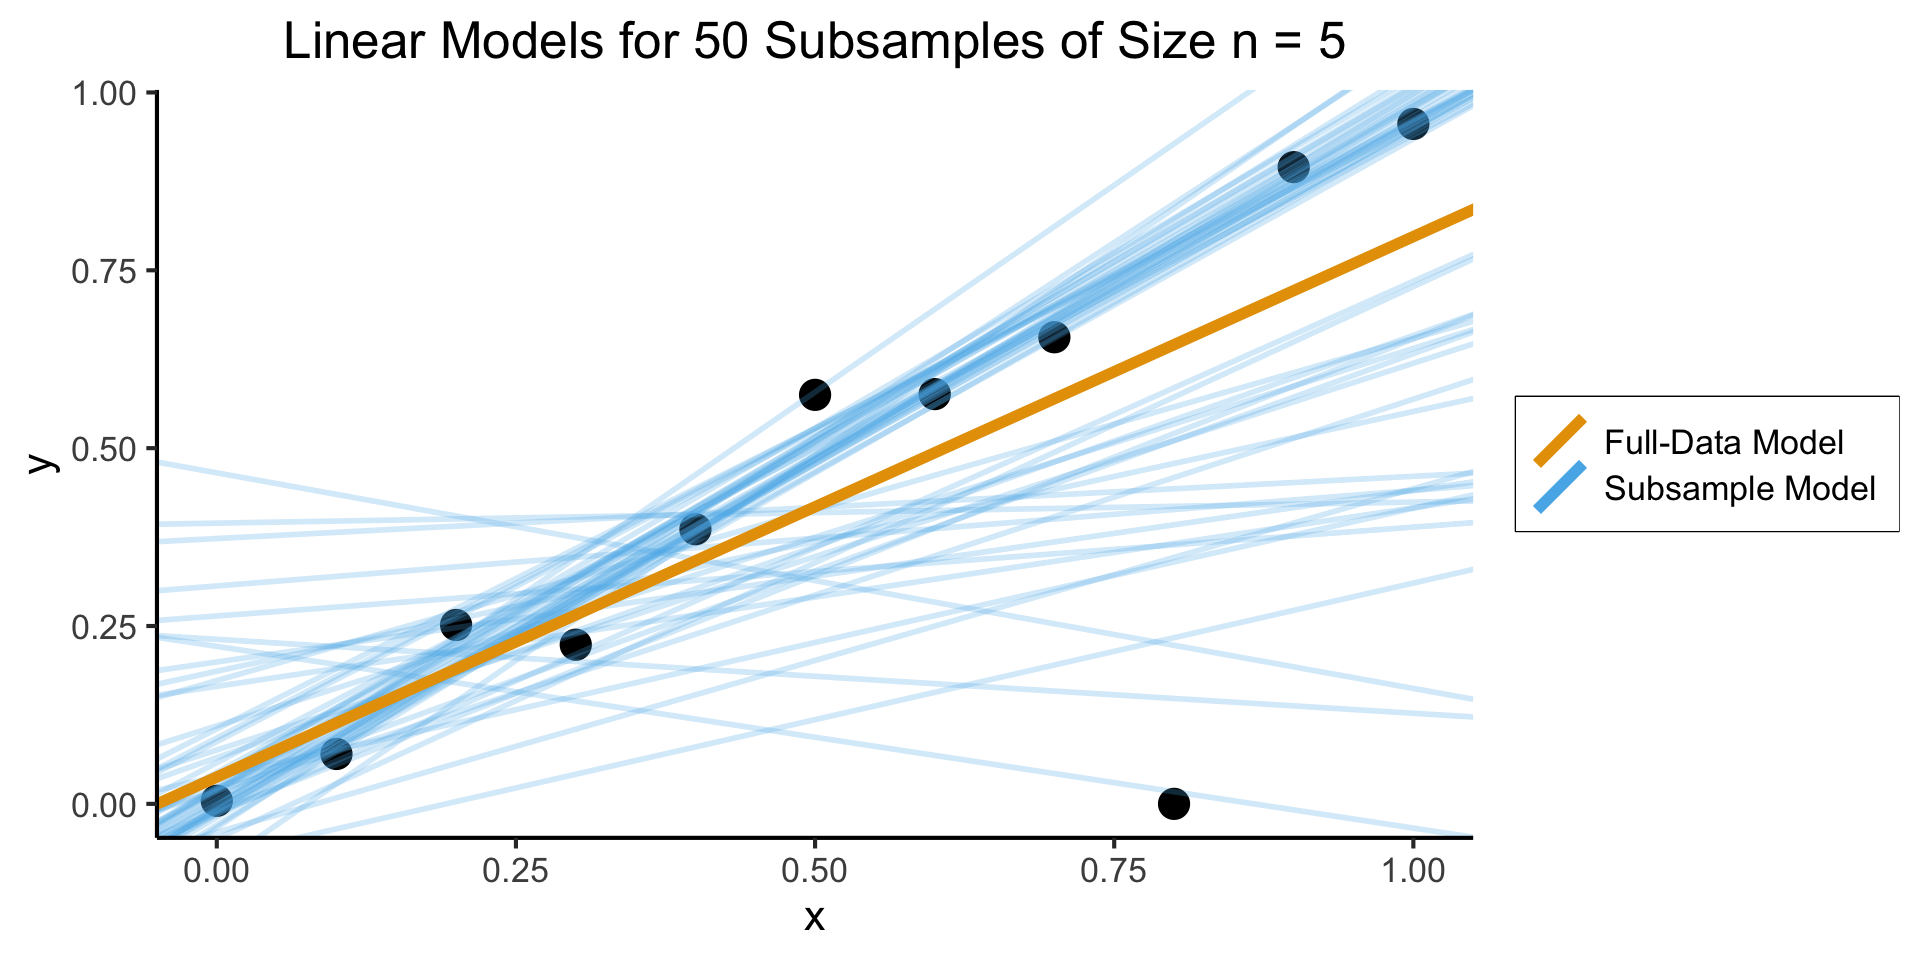 Linear Models for 50 Subsamples of Size n = 5
1.00
0.75
0.50
0.25
0.00
y
0.00 0.25 0.50 0.75 1.00
x
Full-Data Model
Subsample Model